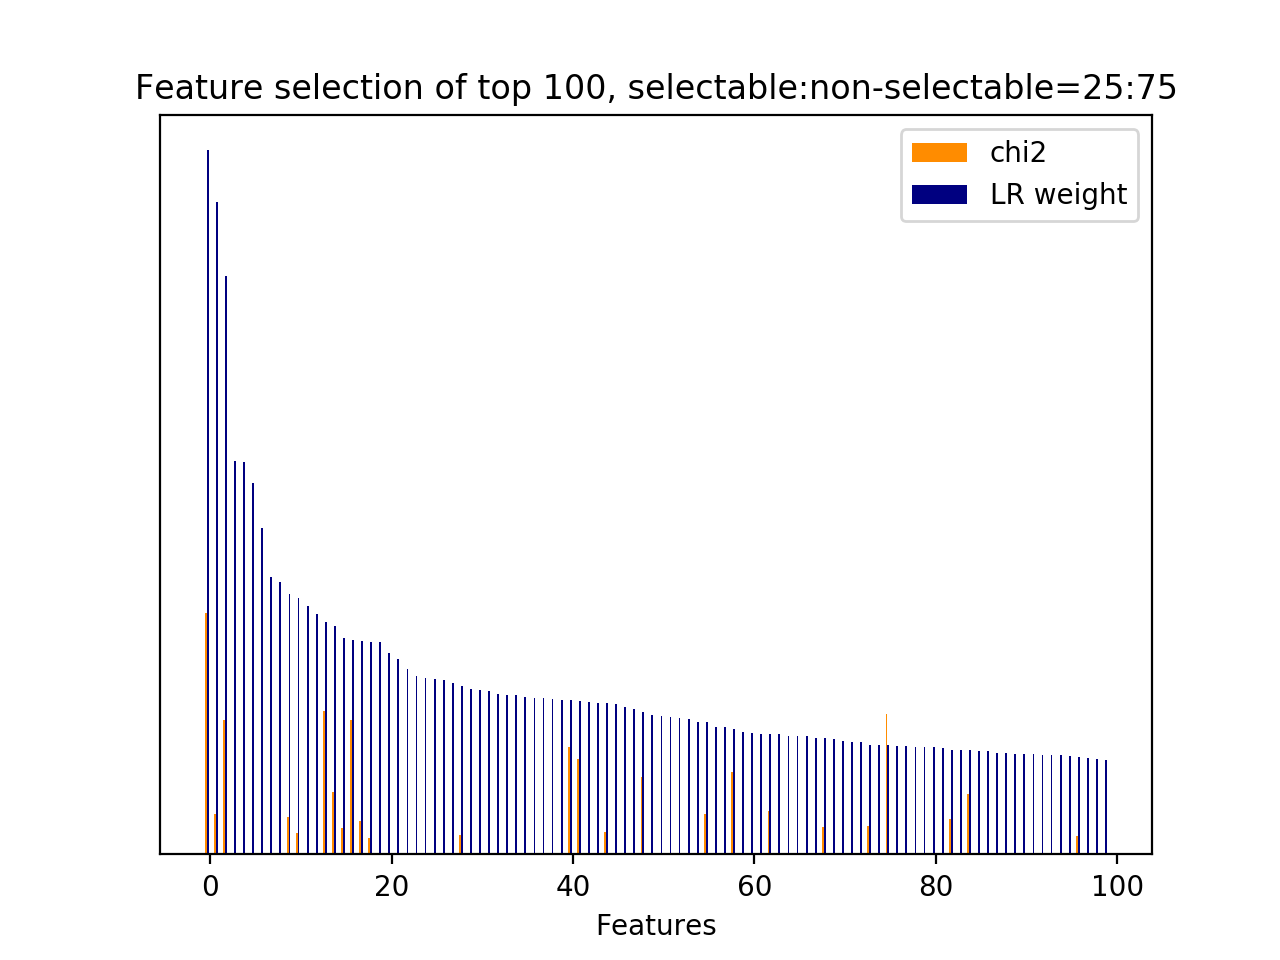 Feature selection of top 100, selectable:non-selectable=25:75
chi2
LR weight
0 20 40 60 80 100
Features